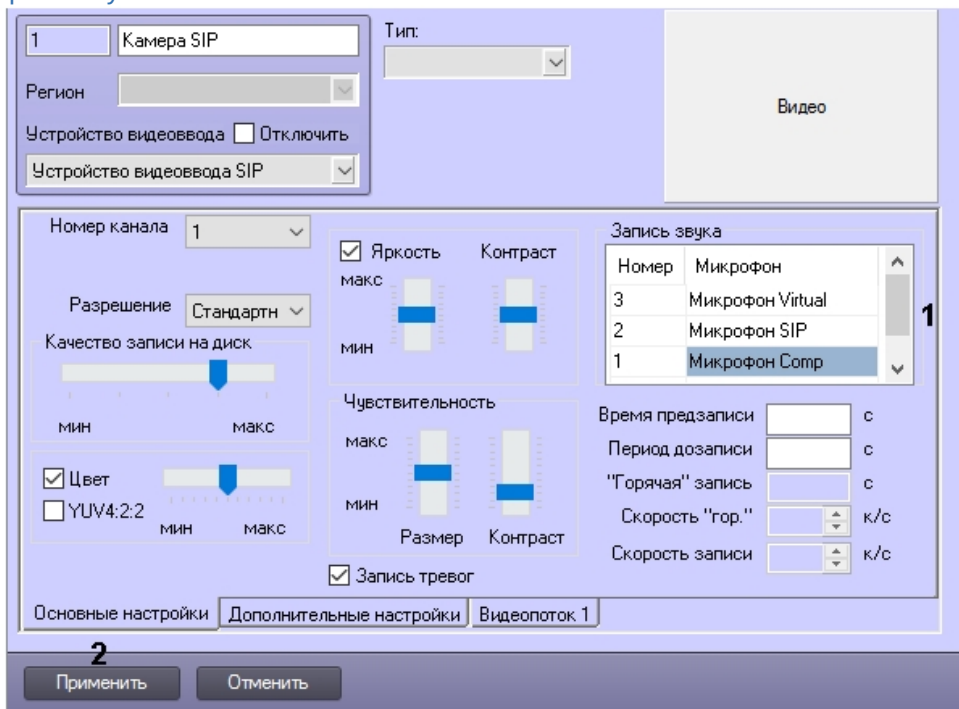 1 Камера SIP
Тип:
Регион
Видео
Устройство видеоввода Отключить
Устройство видеоввода SIP
Номер канала 1
Разрешение Стандартн
Качество записи на диск
мин макс
Цвет
YUV4:2:2
мин макс
Яркость Контраст
макс
мин
Чувствительность
макс
мин
Размер Контраст
Запись тревог
Запись звука
Номер Микрофон
3 Микрофон Virtual
2 Микрофон SIP
1 Микрофон Comp
1
Время предзаписи с
Период дозаписи с
"Горячая" запись с
Скорость "гор." к/с
Скорость записи к/с
Основные настройки Дополнительные настройки Видеопоток 1
2
Применить Отменить